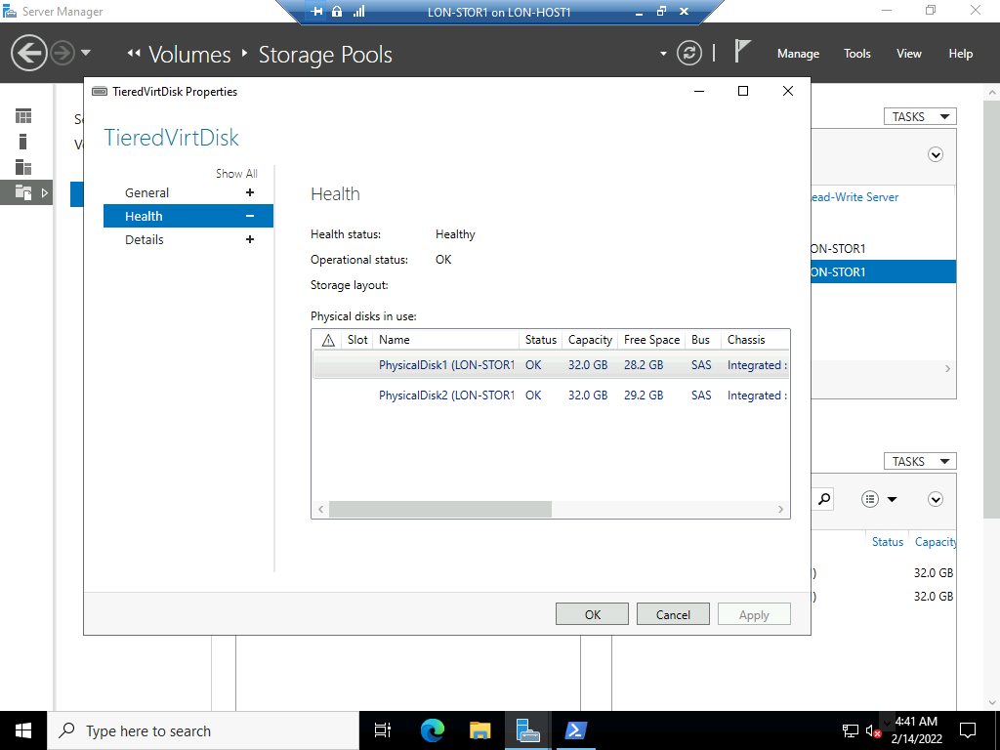 Server Manager
LON-STOR1 on LON-HOST1
Volumes
Storage Pools
Manage
Tools
View
Help
TieredVirtDisk Properties
TieredVirtDisk
Show All
General +
Health −
Details +
Health
Health status: Healthy
Operational status: OK
Storage layout:
Physical disks in use:
Slot Name Status Capacity Free Space Bus Chassis
PhysicalDisk1 (LON-STOR1 OK 32.0 GB 28.2 GB SAS Integrated :
PhysicalDisk2 (LON-STOR1 OK 32.0 GB 29.2 GB SAS Integrated :
OK
Cancel
Apply
TASKS
ead-Write Server
ON-STOR1
ON-STOR1
TASKS
Status Capacity
) 32.0 GB
) 32.0 GB
Type here to search
4:41 AM
2/14/2022